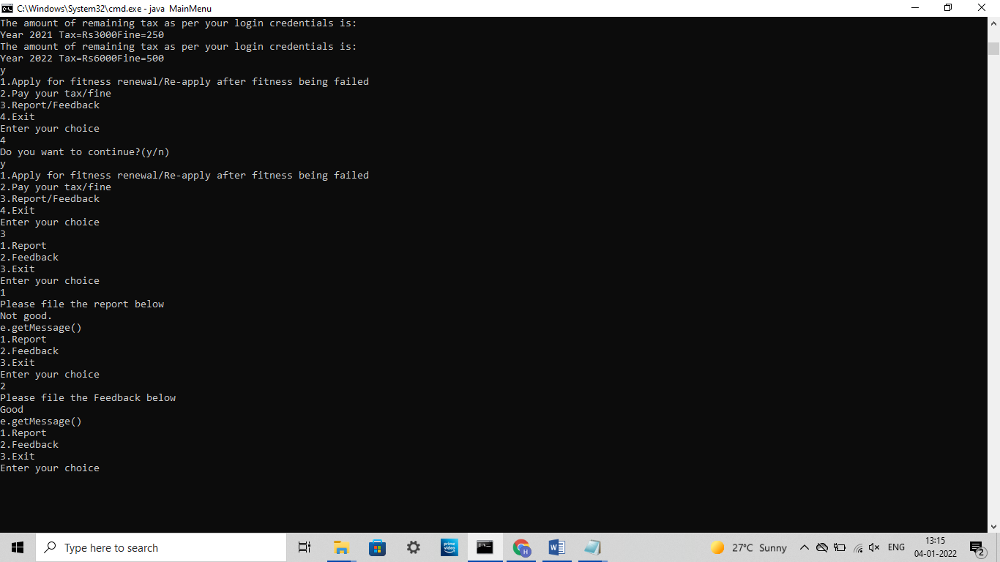 C:\Windows\System32\cmd.exe - java  MainMenu
The amount of remaining tax as per your login credentials is:
Year 2021 Tax=Rs3000Fine=250
The amount of remaining tax as per your login credentials is:
Year 2022 Tax=Rs6000Fine=500
y
1.Apply for fitness renewal/Re-apply after fitness being failed
2.Pay your tax/fine
3.Report/Feedback
4.Exit
Enter your choice
4
Do you want to continue?(y/n)
y
1.Apply for fitness renewal/Re-apply after fitness being failed
2.Pay your tax/fine
3.Report/Feedback
4.Exit
Enter your choice
3
1.Report
2.Feedback
3.Exit
Enter your choice
1
Please file the report below
Not good.
e.getMessage()
1.Report
2.Feedback
3.Exit
Enter your choice
2
Please file the Feedback below
Good
e.getMessage()
1.Report
2.Feedback
3.Exit
Enter your choice
Type here to search
prime video
H
W
27°C Sunny
ENG
13:15
04-01-2022
2